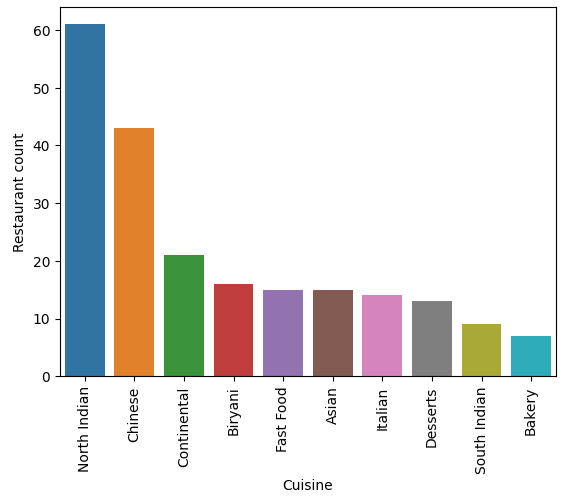 Restaurant count
60
50
40
30
20
10
0
North Indian
Chinese
Continental
Biryani
Fast Food
Asian
Italian
Desserts
South Indian
Bakery
Cuisine